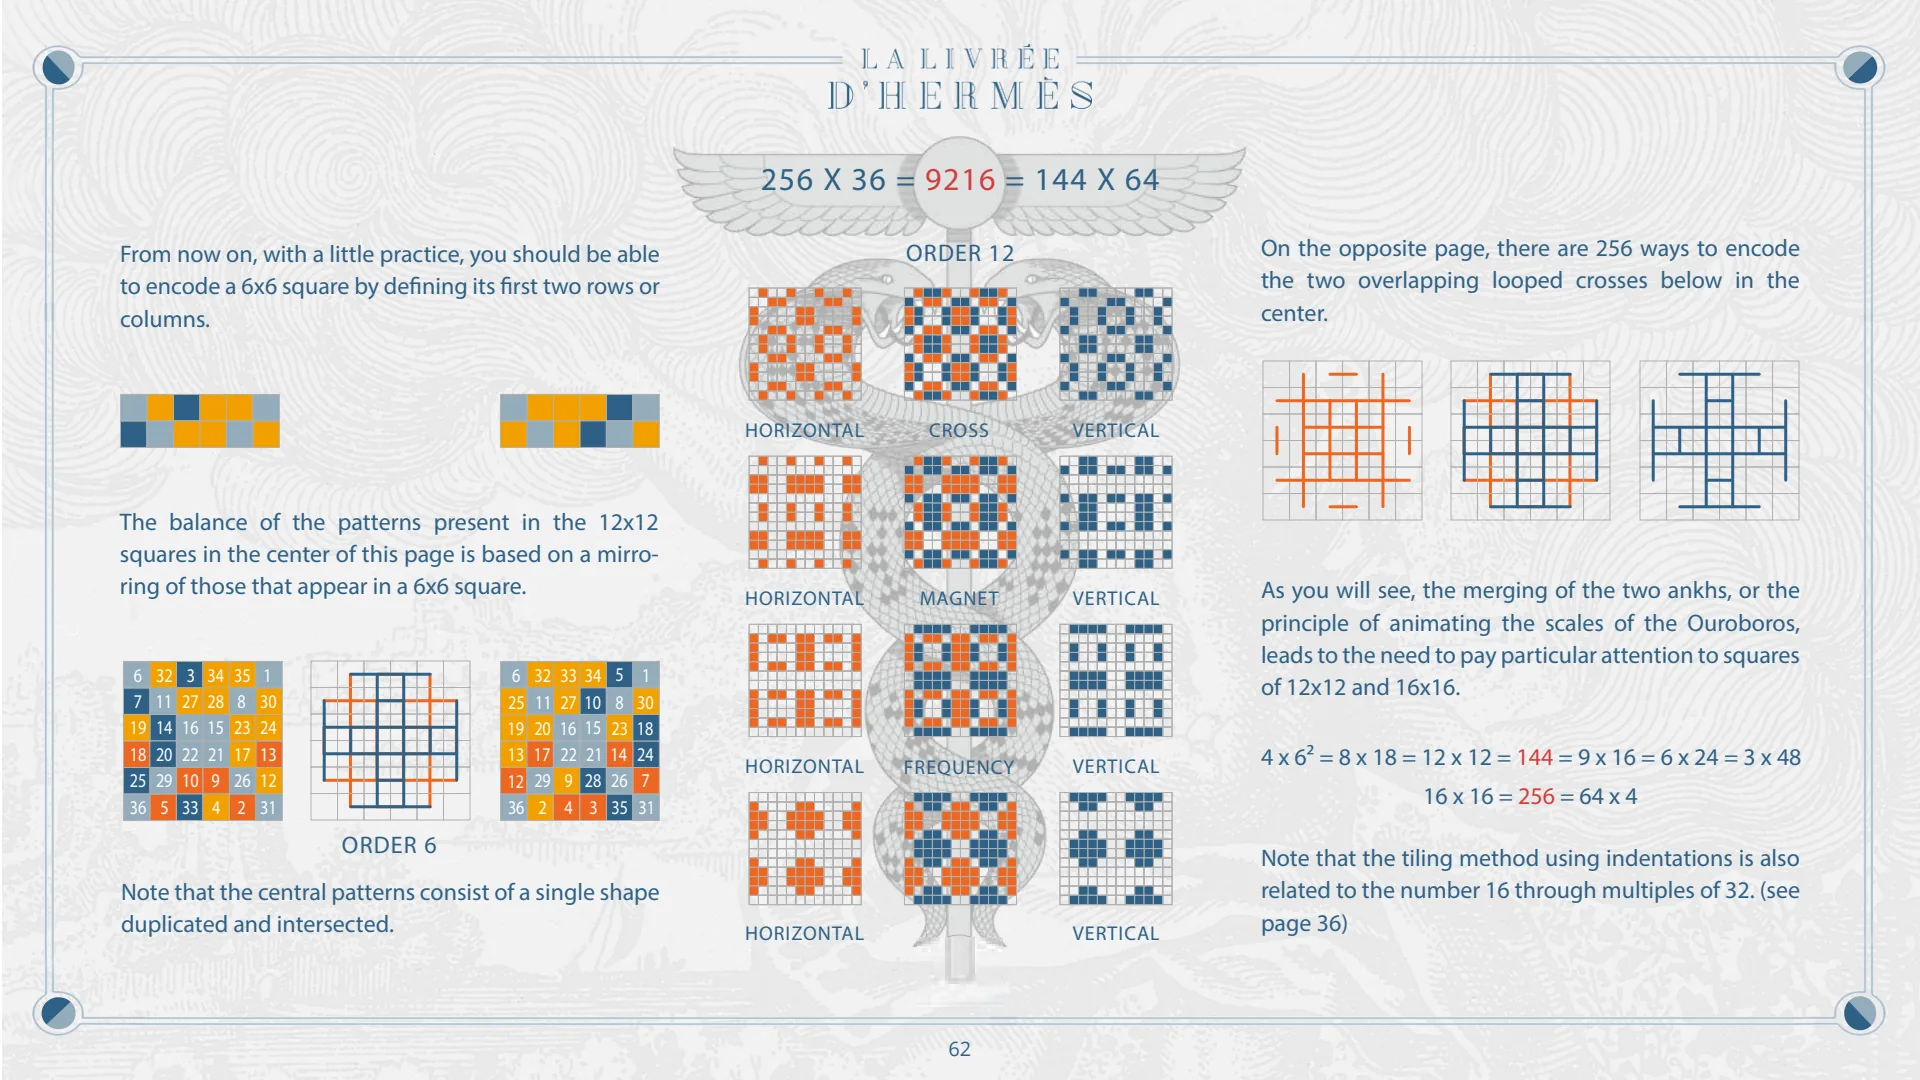 LA LIVRÉE
D'HERMÈS
256 X 36 = 9216 = 144 X 64
From now on, with a little practice, you should be able
to encode a 6x6 square by defining its first two rows or
columns.
The balance of the patterns present in the 12x12
squares in the center of this page is based on a mirro-
ring of those that appear in a 6x6 square.
6 32 3 34 35 1
7 11 27 28 8 30
19 14 16 15 23 24
18 20 22 21 17 13
25 29 10 9 26 12
36 5 33 4 2 31
6 32 33 34 5 1
25 11 27 10 8 30
19 20 16 15 23 18
13 17 22 21 14 24
12 29 9 28 26 7
36 2 4 3 35 31
ORDER 6
Note that the central patterns consist of a single shape
duplicated and intersected.
ORDER 12
HORIZONTAL CROSS VERTICAL
HORIZONTAL MAGNET VERTICAL
HORIZONTAL FREQUENCY VERTICAL
HORIZONTAL VERTICAL
On the opposite page, there are 256 ways to encode
the two overlapping looped crosses below in the
center.
As you will see, the merging of the two ankhs, or the
principle of animating the scales of the Ouroboros,
leads to the need to pay particular attention to squares
of 12x12 and 16x16.
4 x 6² = 8 x 18 = 12 x 12 = 144 = 9 x 16 = 6 x 24 = 3 x 48
16 x 16 = 256 = 64 x 4
Note that the tiling method using indentations is also
related to the number 16 through multiples of 32. (see
page 36)
62